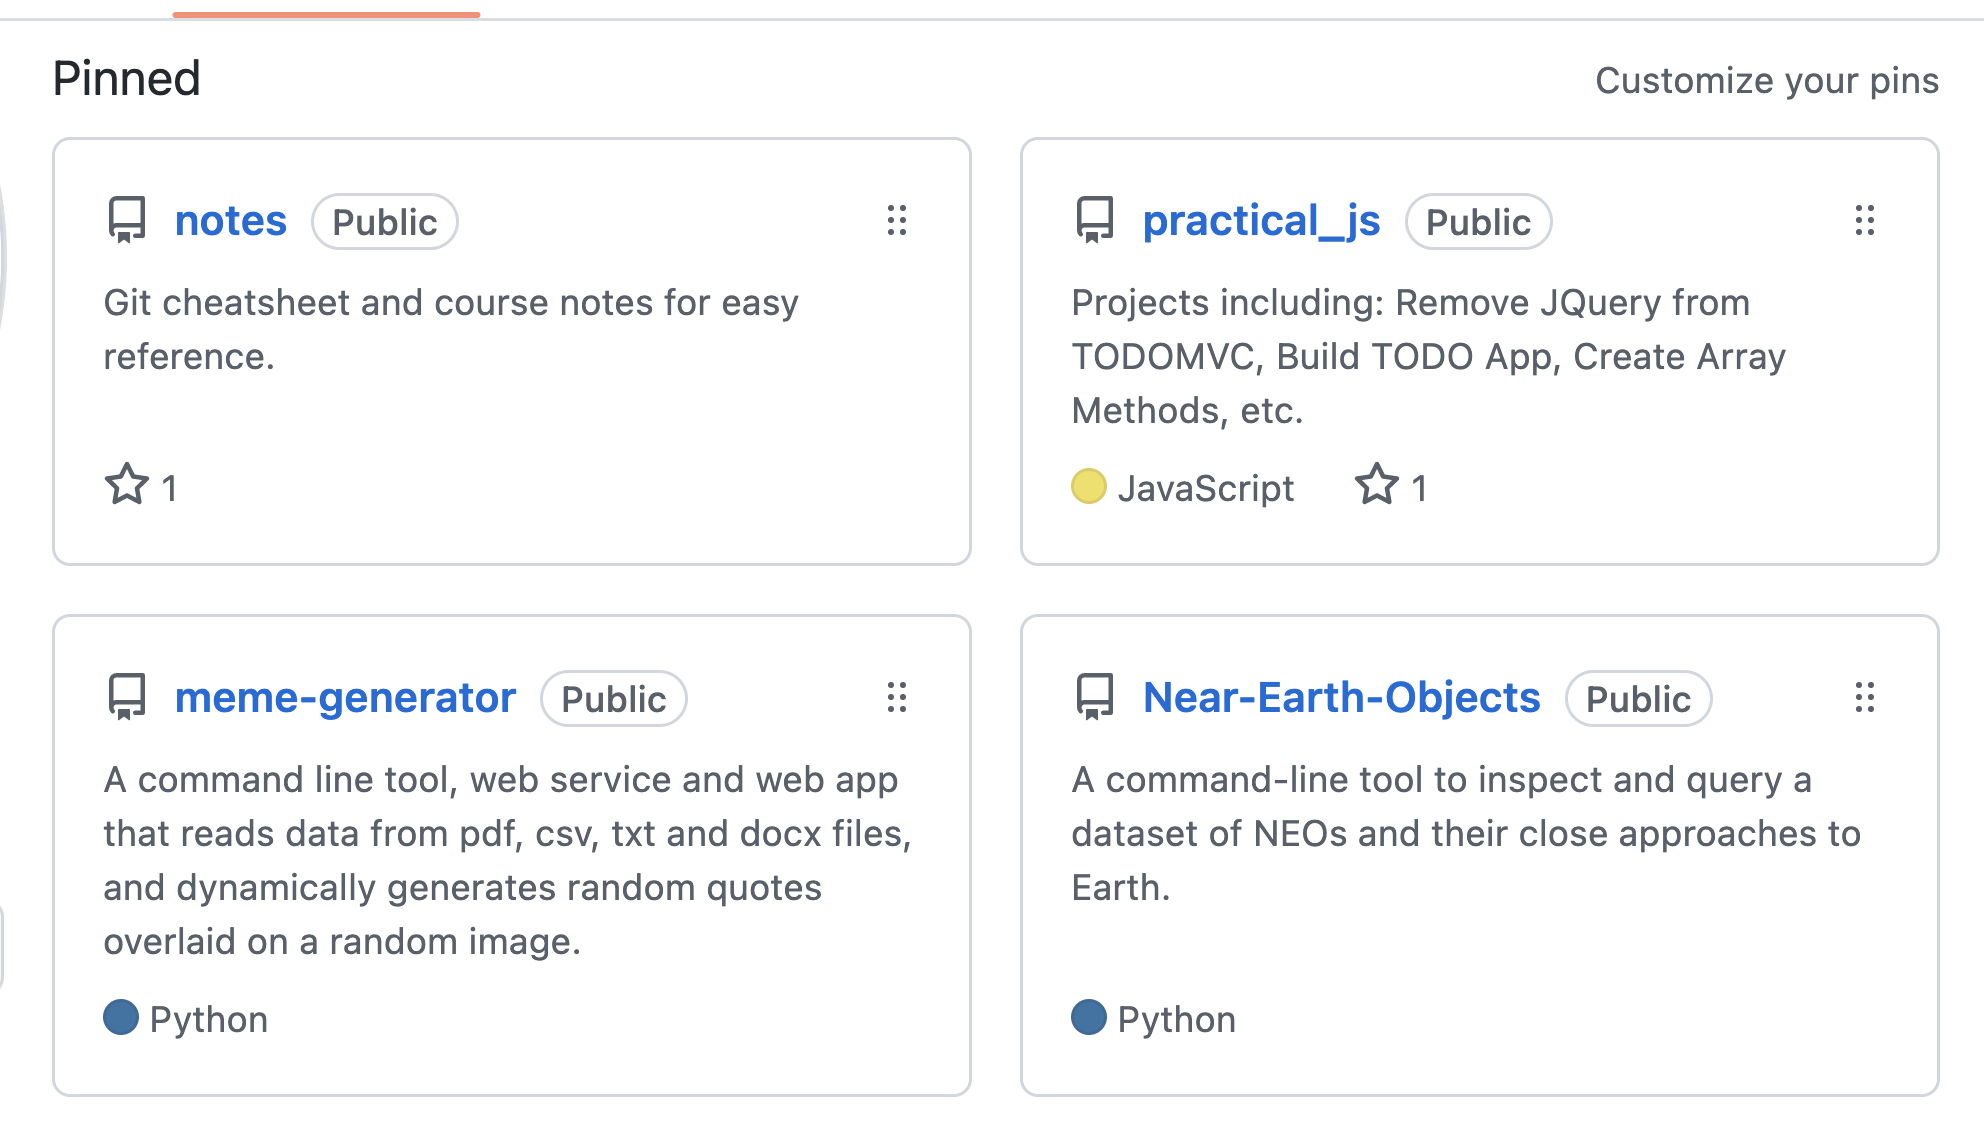 Pinned
Customize your pins
notes Public
Git cheatsheet and course notes for easy
reference.
1
practical_js Public
Projects including: Remove JQuery from
TODOMVC, Build TODO App, Create Array
Methods, etc.
JavaScript 1
meme-generator Public
A command line tool, web service and web app
that reads data from pdf, csv, txt and docx files,
and dynamically generates random quotes
overlaid on a random image.
Python
Near-Earth-Objects Public
A command-line tool to inspect and query a
dataset of NEOs and their close approaches to
Earth.
Python